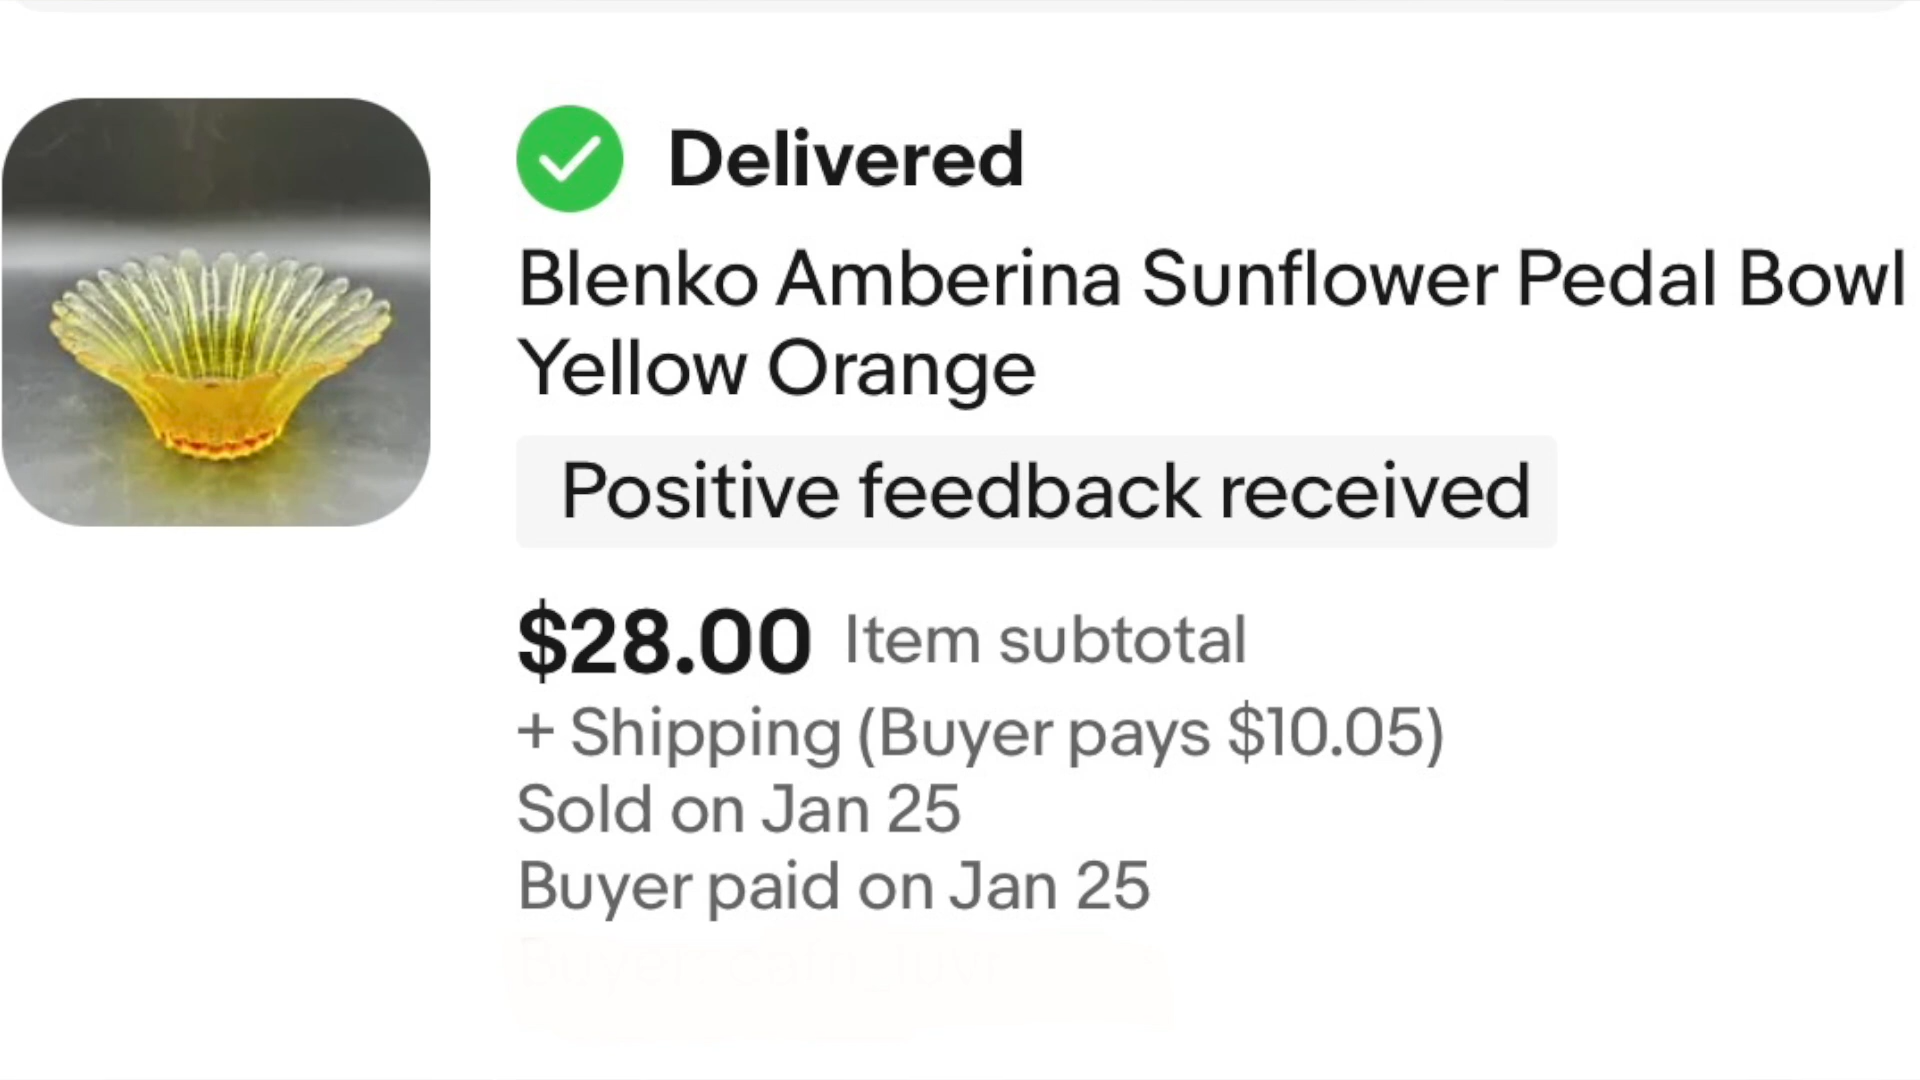 Delivered
Blenko Amberina Sunflower Pedal Bowl
Yellow Orange
Positive feedback received
$28.00 Item subtotal
+ Shipping (Buyer pays $10.05)
Sold on Jan 25
Buyer paid on Jan 25